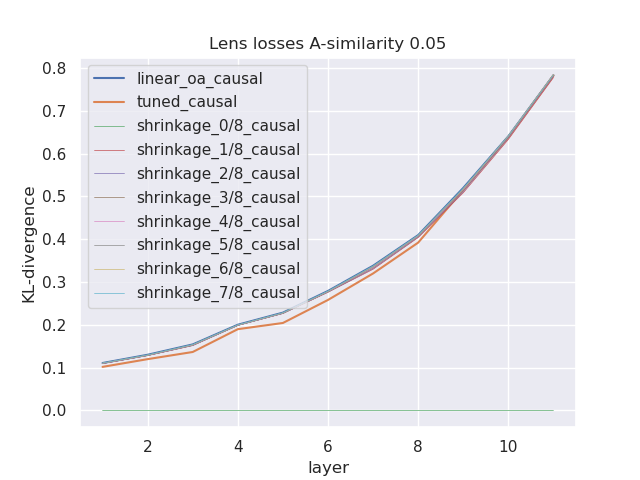 Lens losses A-similarity 0.05
0.8
0.7
0.6
0.5
0.4
0.3
0.2
0.1
0.0
KL-divergence
linear_oa_causal
tuned_causal
shrinkage_0/8_causal
shrinkage_1/8_causal
shrinkage_2/8_causal
shrinkage_3/8_causal
shrinkage_4/8_causal
shrinkage_5/8_causal
shrinkage_6/8_causal
shrinkage_7/8_causal
2 4 6 8 10
layer